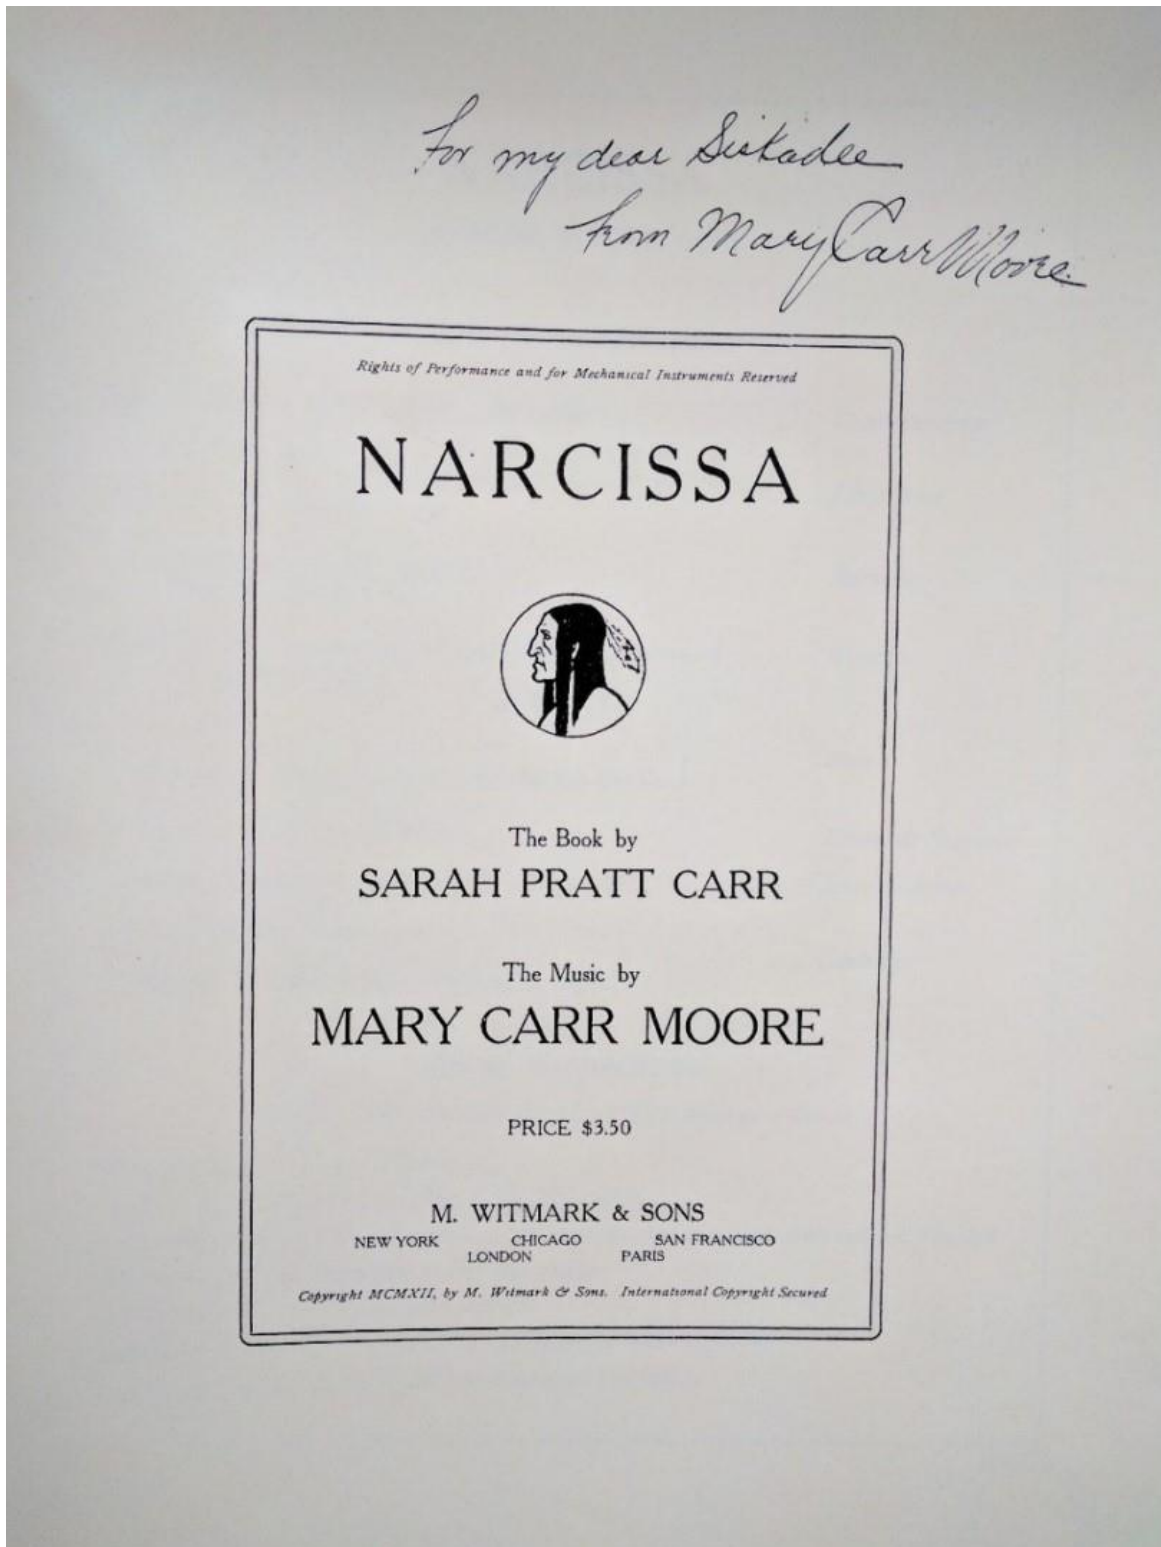 For my dear Siskadee
from Mary Carr Moore.
Rights of Performance and for Mechanical Instruments Reserved
NARCISSA
The Book by
SARAH PRATT CARR
The Music by
MARY CARR MOORE
PRICE $3.50
M. WITMARK & SONS
NEW YORK CHICAGO SAN FRANCISCO
LONDON PARIS
Copyright MCMXII, by M. Witmark & Sons. International Copyright Secured